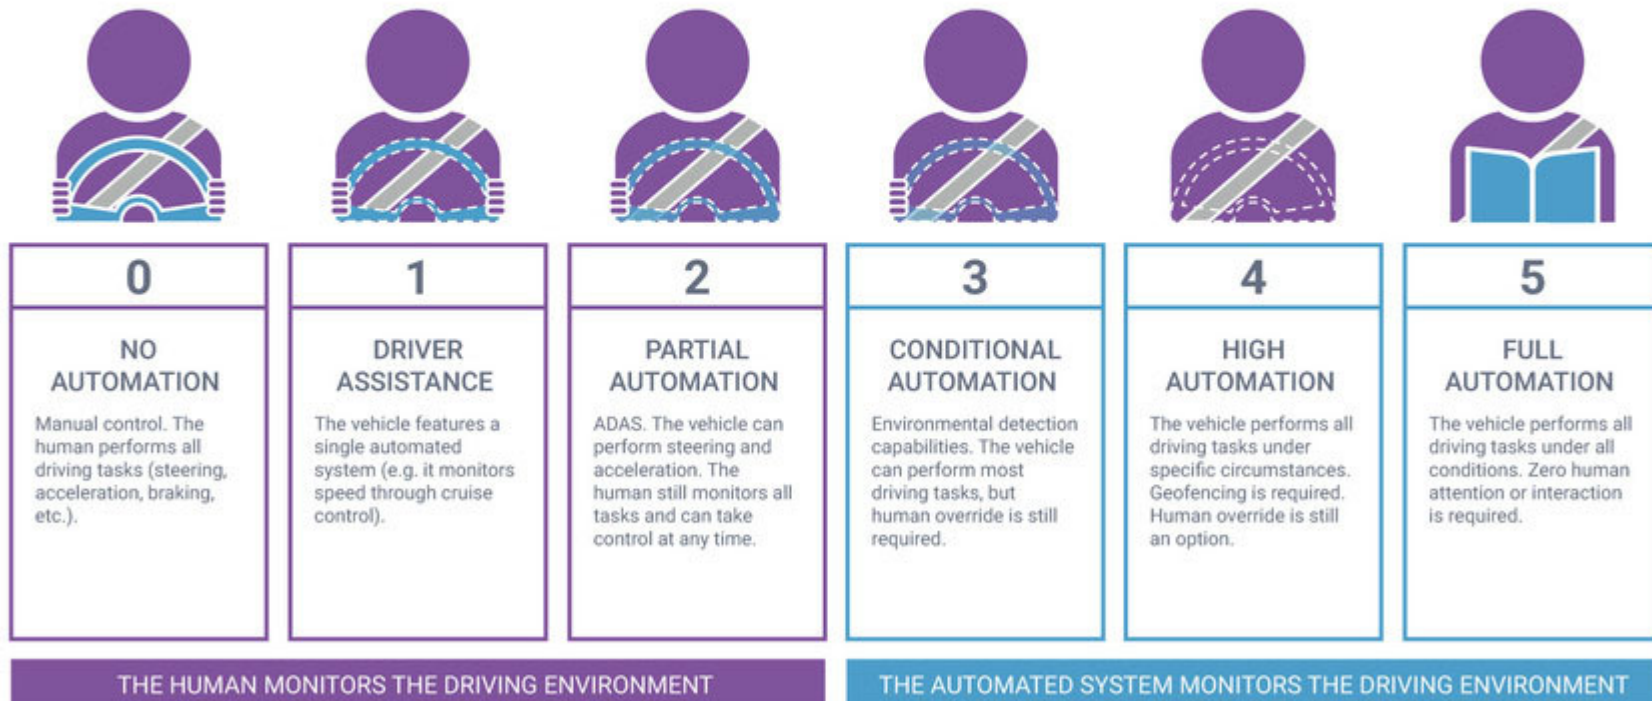 0
NO
AUTOMATION
Manual control. The
human performs all
driving tasks (steering,
acceleration, braking,
etc.).
1
DRIVER
ASSISTANCE
The vehicle features a
single automated
system (e.g. it monitors
speed through cruise
control).
2
PARTIAL
AUTOMATION
ADAS. The vehicle can
perform steering and
acceleration. The
human still monitors all
tasks and can take
control at any time.
3
CONDITIONAL
AUTOMATION
Environmental detection
capabilities. The vehicle
can perform most
driving tasks, but
human override is still
required.
4
HIGH
AUTOMATION
The vehicle performs all
driving tasks under
specific circumstances.
Geofencing is required.
Human override is still
an option.
5
FULL
AUTOMATION
The vehicle performs all
driving tasks under all
conditions. Zero human
attention or interaction
is required.
THE HUMAN MONITORS THE DRIVING ENVIRONMENT
THE AUTOMATED SYSTEM MONITORS THE DRIVING ENVIRONMENT